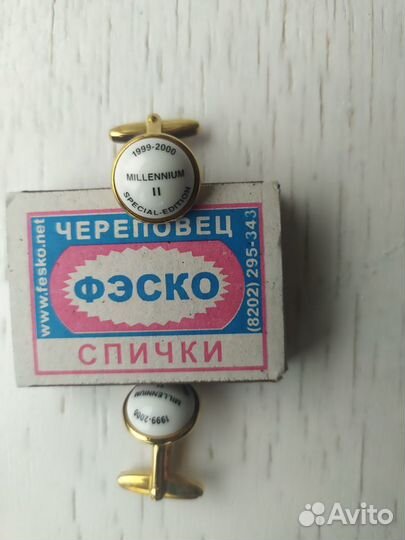 1999-2000
MILLENNIUM
II
SPECIAL-EDITION
ЧЕРЕПОВЕЦ
www.fesko.net
ФЭСКО
(8202) 295-343
СПИЧКИ
MILLENNIUM
1999-2000
Avito